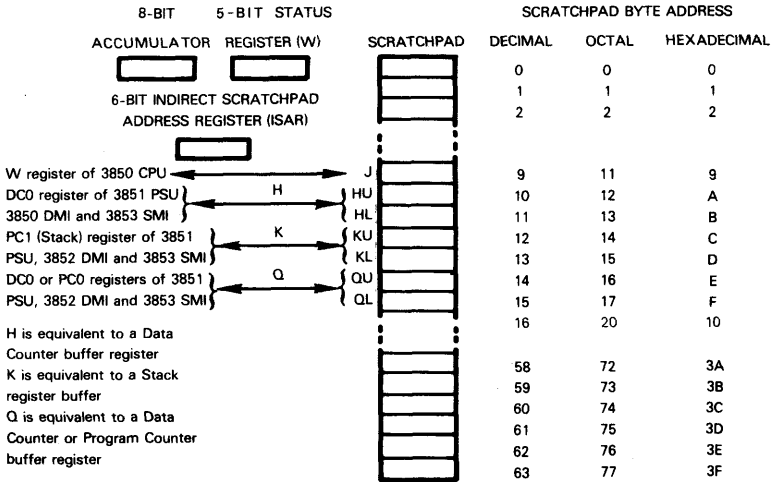 8-BIT 5-BIT STATUS SCRATCHPAD BYTE ADDRESS
ACCUMULATOR REGISTER (W) SCRATCHPAD DECIMAL OCTAL HEXADECIMAL
0 0 0
1 1 1
6-BIT INDIRECT SCRATCHPAD 2 2 2
ADDRESS REGISTER (ISAR)
W register of 3850 CPU J 9 11 9
DC0 register of 3851 PSU H HU 10 12 A
3850 DMI and 3853 SMI HL 11 13 B
PC1 (Stack) register of 3851 K KU 12 14 C
PSU, 3852 DMI and 3853 SMI KL 13 15 D
DC0 or PC0 registers of 3851 Q QU 14 16 E
PSU, 3852 DMI and 3853 SMI QL 15 17 F
16 20 10
H is equivalent to a Data
Counter buffer register
58 72 3A
K is equivalent to a Stack
59 73 3B
register buffer
60 74 3C
Q is equivalent to a Data
61 75 3D
Counter or Program Counter
62 76 3E
buffer register
63 77 3F